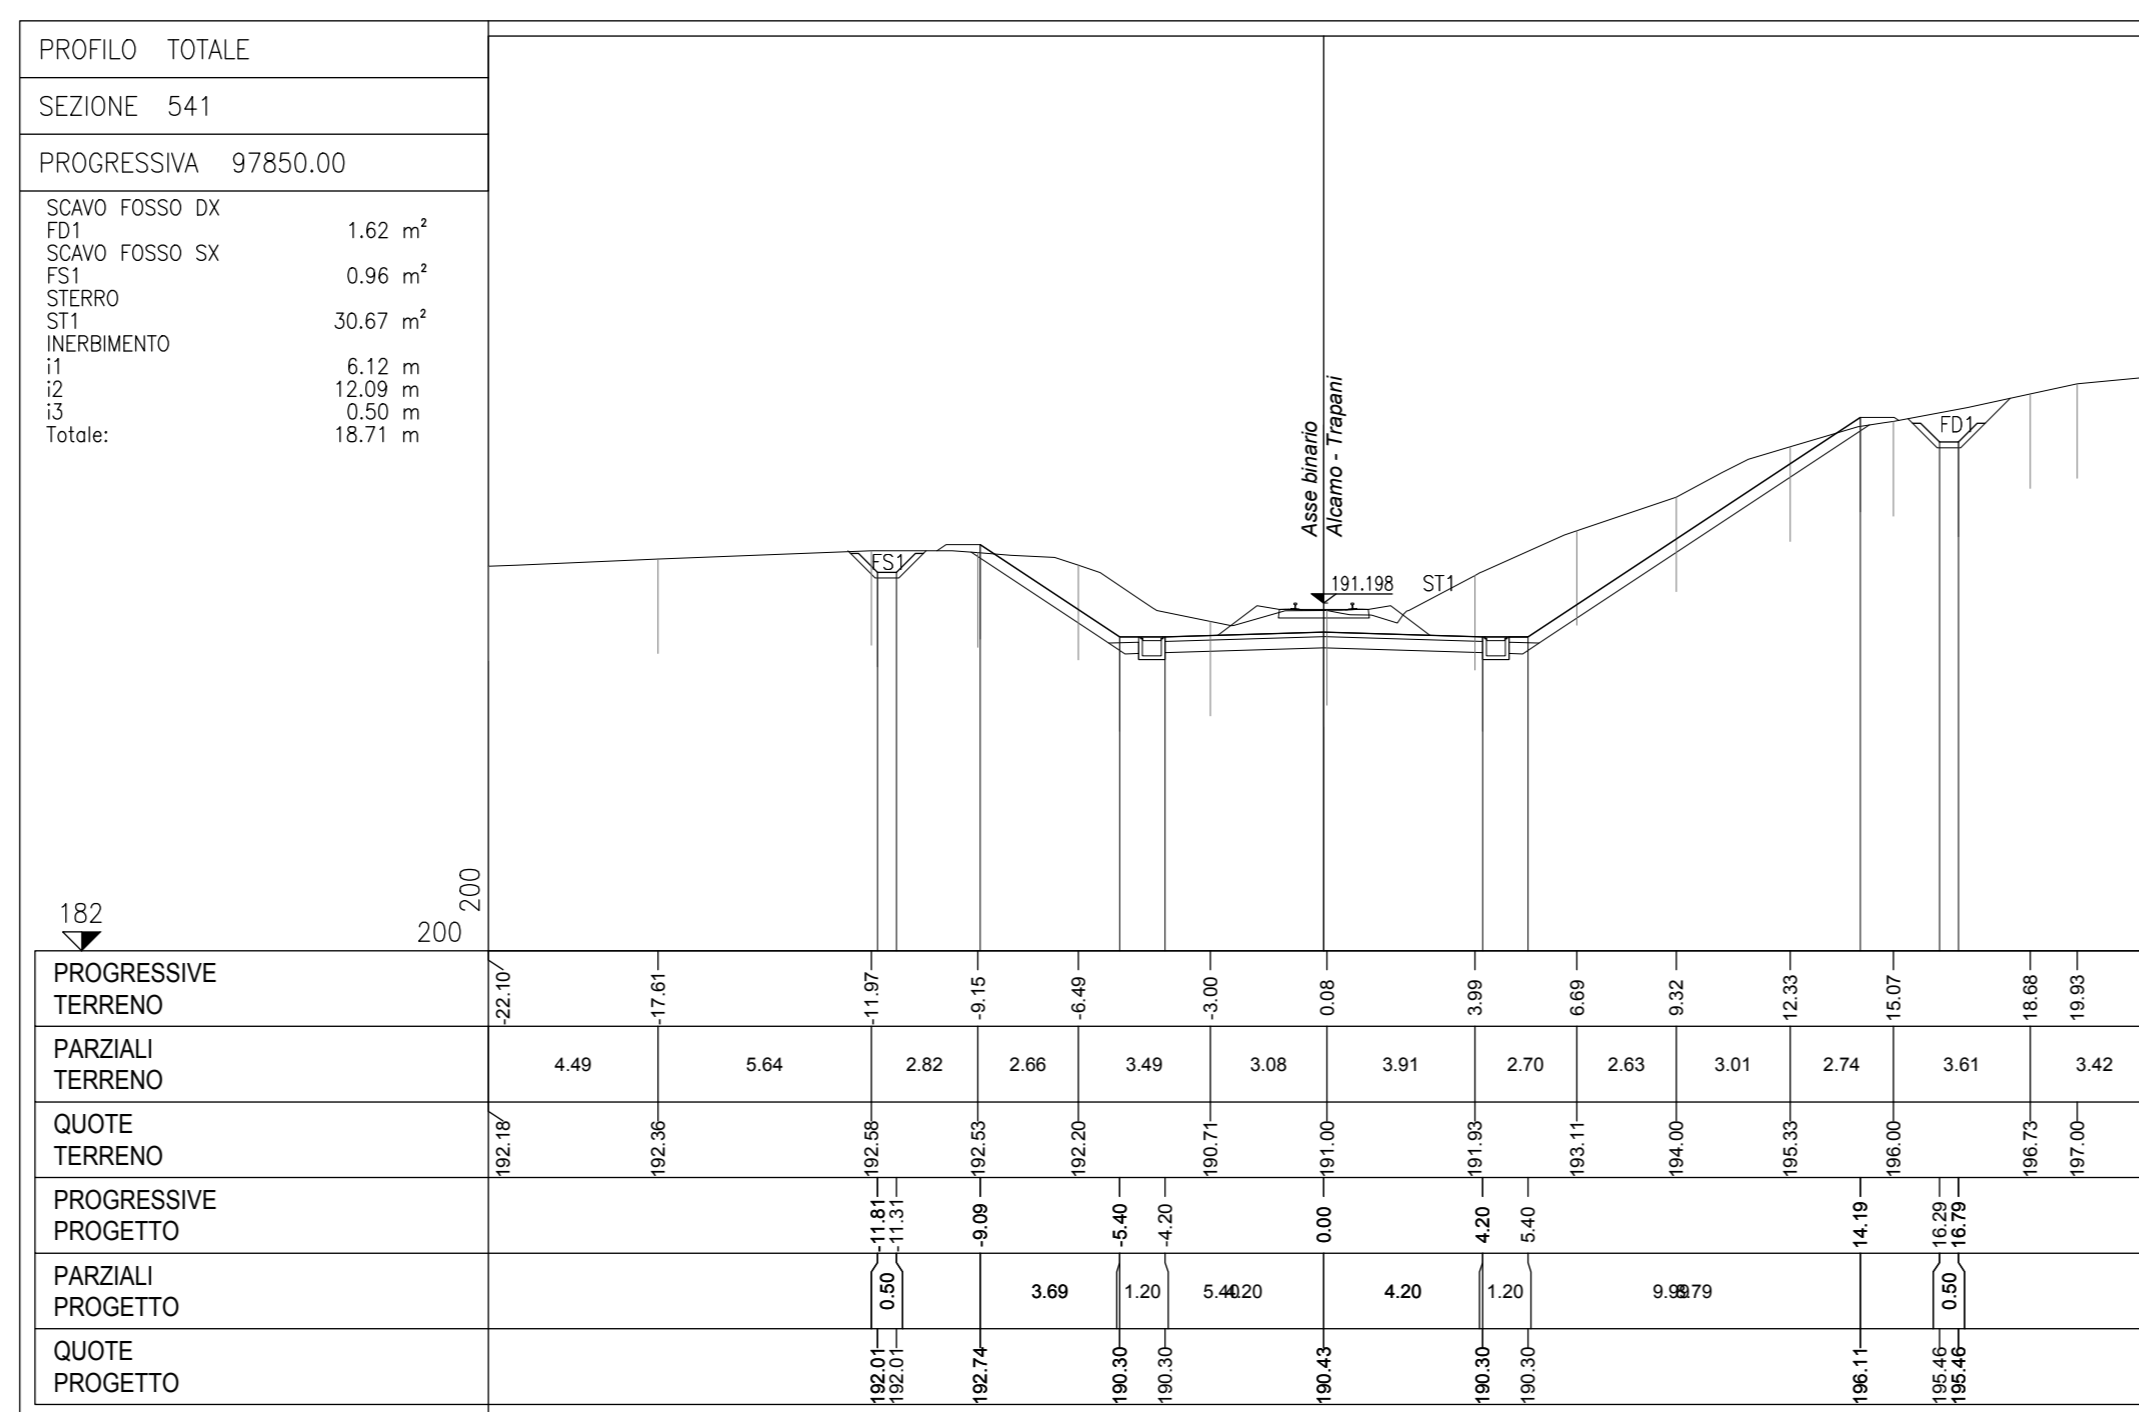 PROFILO TOTALE
SEZIONE 541
PROGRESSIVA 97850.00
SCAVO FOSSO DX
FD1 1.62 m²
SCAVO FOSSO SX
FS1 0.96 m²
STERRO
ST1 30.67 m²
INERBIMENTO
i1 6.12 m
i2 12.09 m
i3 0.50 m
Totale: 18.71 m
Asse binario
Alcamo - Trapani
FD1
FS1
191.198
ST1
182
200
200
PROGRESSIVE
TERRENO
-22.10 -17.61 -11.97 -9.15 -6.49 -3.00 0.08 3.99 6.69 9.32 12.33 15.07 18.68 19.93
PARZIALI
TERRENO
4.49 5.64 2.82 2.66 3.49 3.08 3.91 2.70 2.63 3.01 2.74 3.61 3.42
QUOTE
TERRENO
192.18 192.36 192.58 192.53 192.20 190.71 191.00 191.93 193.11 194.00 195.33 196.00 196.73 197.00
PROGRESSIVE
PROGETTO
-11.81 -11.31 -9.09 -5.40 -4.20 0.00 4.20 5.40 14.19 16.29 16.79
PARZIALI
PROGETTO
0.50 3.69 1.20 5.40 4.20 4.20 1.20 9.99 8.79 0.50
QUOTE
PROGETTO
192.01 192.01 192.74 190.30 190.30 190.43 190.30 190.30 196.11 195.46 195.46